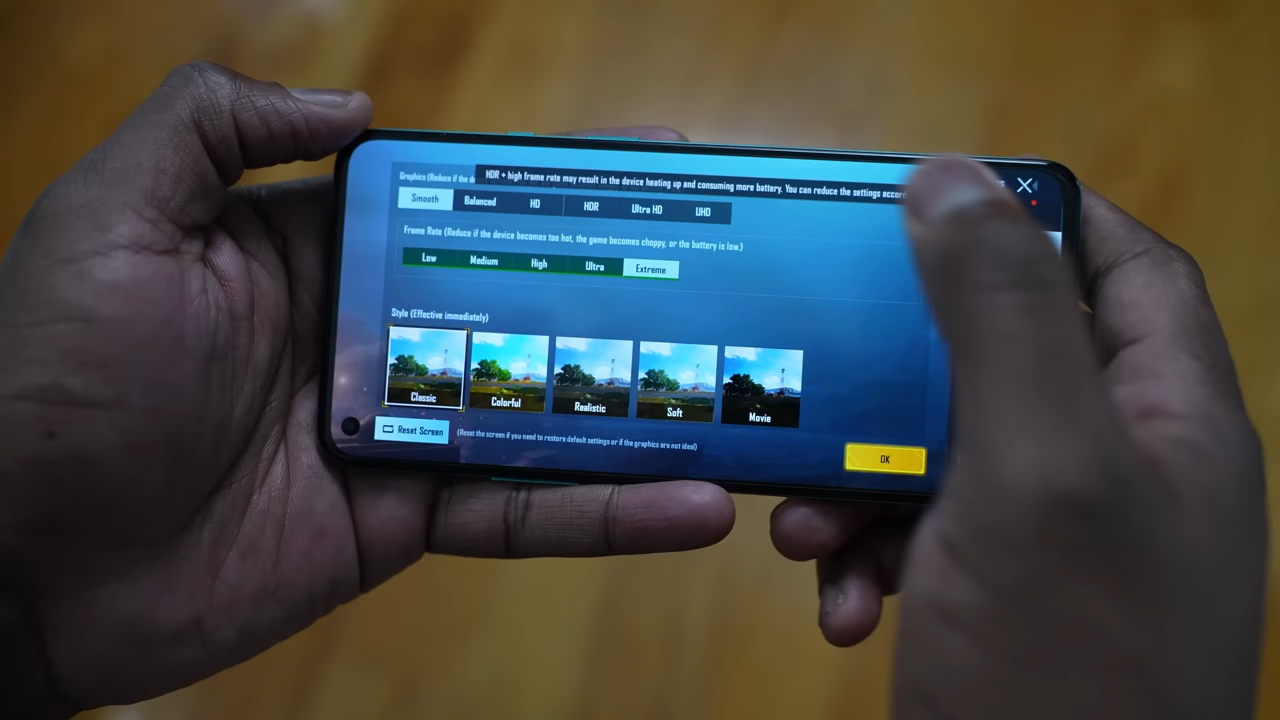 Graphics (Reduce if the de
HDR + high frame rate may result in the device heating up and consuming more battery. You can reduce the settings accor
Smooth Balanced HD HDR Ultra HD UHD
Frame Rate (Reduce if the device becomes too hot, the game becomes choppy, or the battery is low.)
Low Medium High Ultra Extreme
Style (Effective immediately)
Classic Colorful Realistic Soft Movie
Reset Screen (Reset the screen if you need to restore default settings or if the graphics are not ideal)
OK